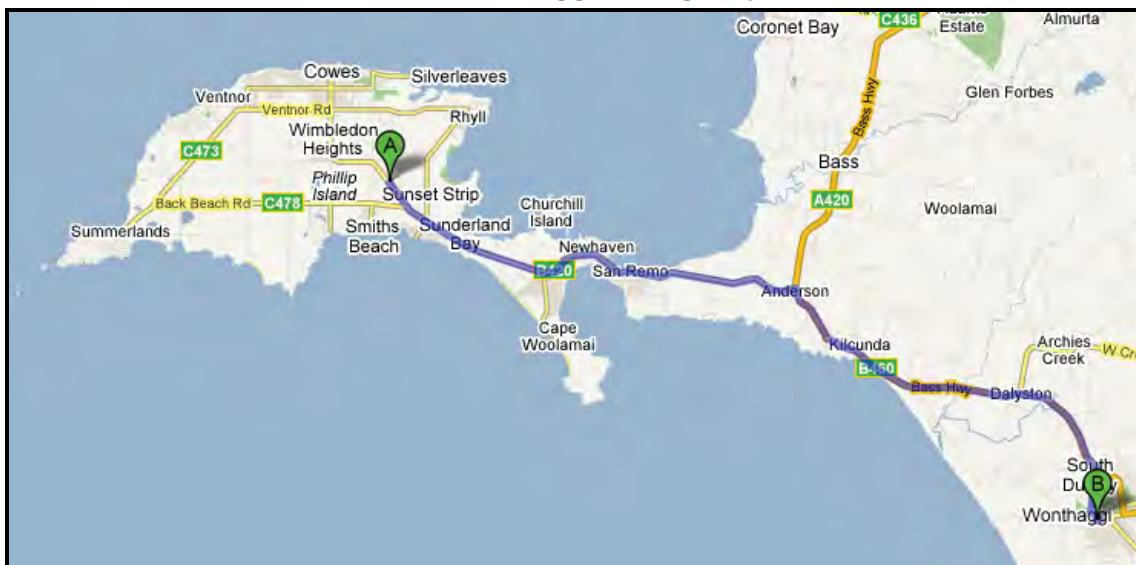 Coronet Bay
C436
Estate
Almurta
Cowes
Silverleaves
Glen Forbes
Ventnor
Ventnor Rd
Rhyll
Bass Hwy
Wimbledon
Heights
A
C473
Bass
Phillip
Island
Sunset Strip
A420
Back Beach Rd
C478
Churchill
Island
Woolamai
Summerlands
Smiths
Beach
Sunderland
Bay
Newhaven
San Remo
Anderson
Cape
Woolamai
Kilcunda
Archies
Creek
W Cr
B460
Bass Hwy
Dalyston
South
B
Wonthaggi